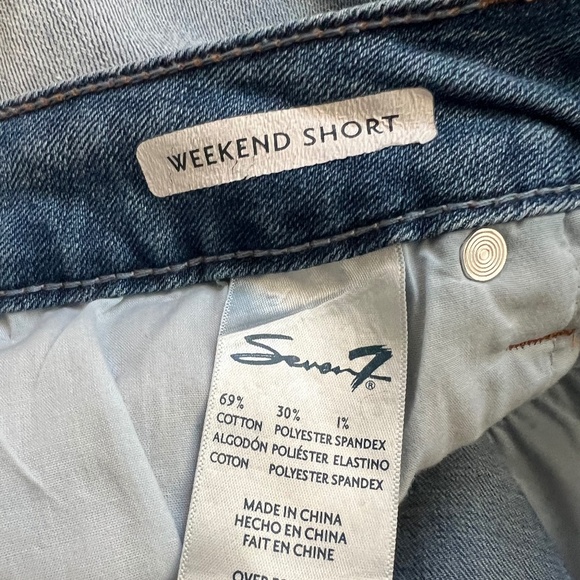 WEEKEND SHORT
Seven7®
69% 30% 1%
COTTON POLYESTER SPANDEX
ALGODÓN POLIÉSTER ELASTINO
COTON POLYESTER SPANDEX
MADE IN CHINA
HECHO EN CHINA
FAIT EN CHINE
OVER